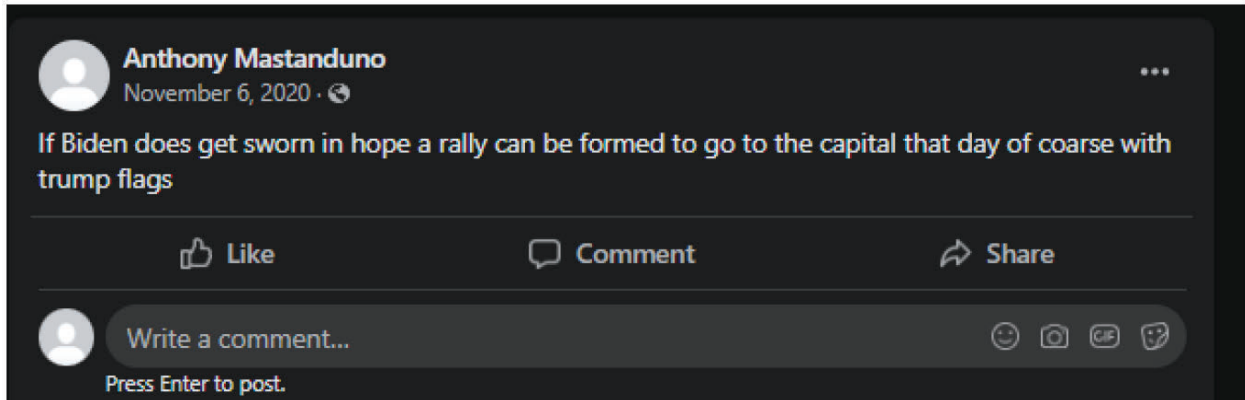 Anthony Mastanduno
November 6, 2020 ·
If Biden does get sworn in hope a rally can be formed to go to the capital that day of coarse with
trump flags
Like Comment Share
Write a comment... GIF
Press Enter to post.